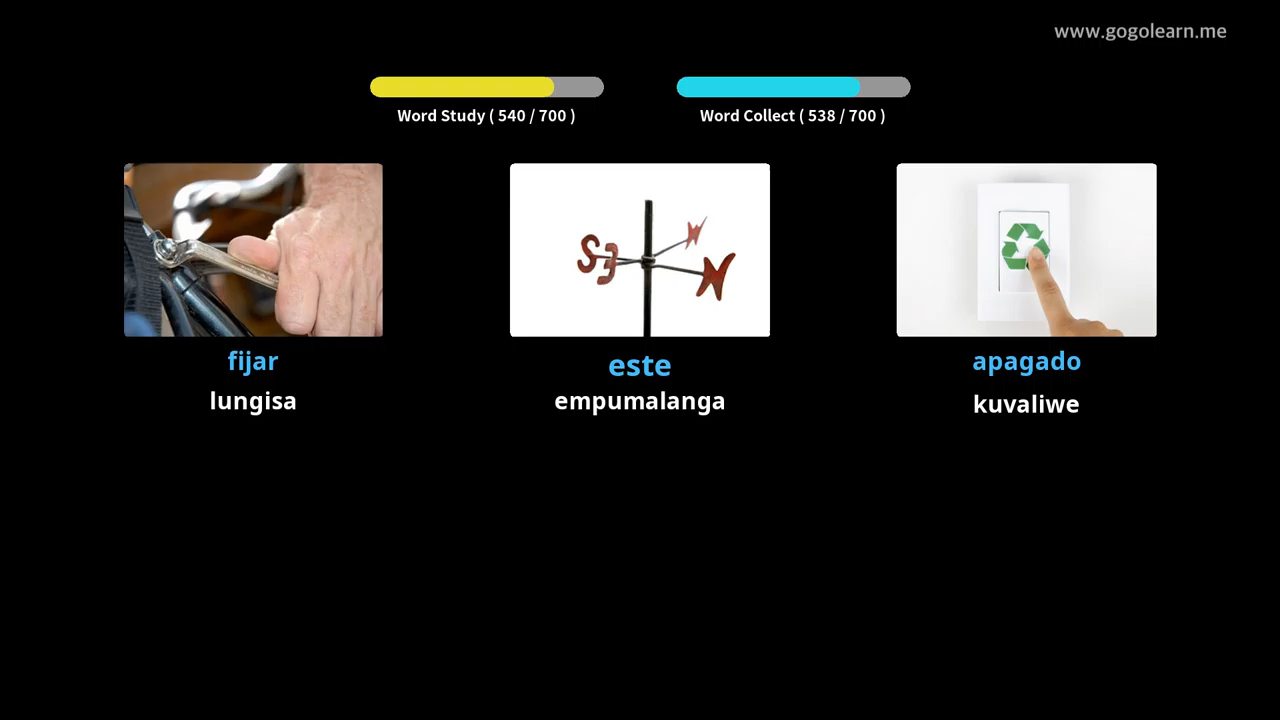 www.gogolearn.me
Word Study ( 540 / 700 )
Word Collect ( 538 / 700 )
S E N W
fijar
este
apagado
lungisa
empumalanga
kuvaliwe